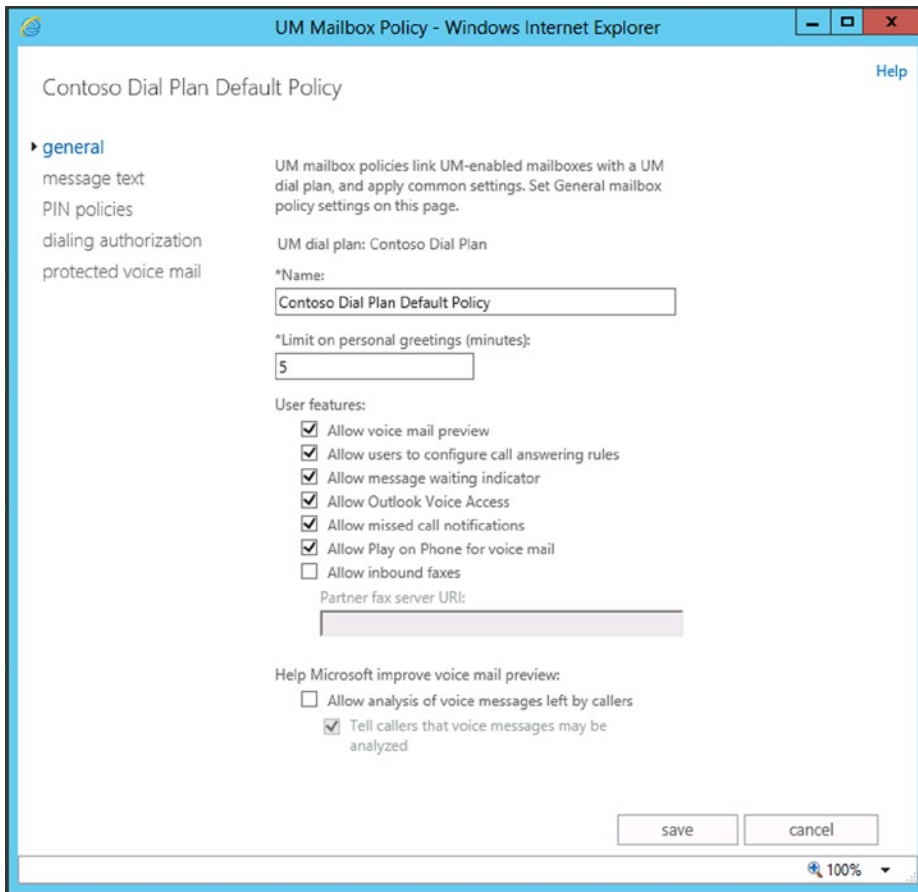 UM Mailbox Policy - Windows Internet Explorer
Help
Contoso Dial Plan Default Policy
general
message text
PIN policies
dialing authorization
protected voice mail
UM mailbox policies link UM-enabled mailboxes with a UM
dial plan, and apply common settings. Set General mailbox
policy settings on this page.
UM dial plan: Contoso Dial Plan
*Name:
Contoso Dial Plan Default Policy
*Limit on personal greetings (minutes):
5
User features:
Allow voice mail preview
Allow users to configure call answering rules
Allow message waiting indicator
Allow Outlook Voice Access
Allow missed call notifications
Allow Play on Phone for voice mail
Allow inbound faxes
Partner fax server URI:
Help Microsoft improve voice mail preview:
Allow analysis of voice messages left by callers
Tell callers that voice messages may be
analyzed
save
cancel
100%